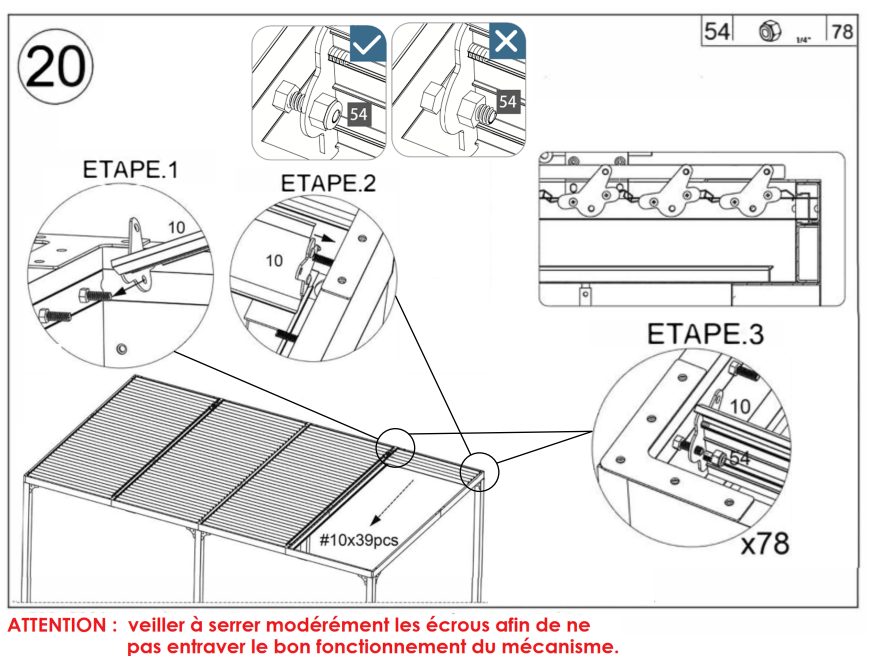 20
54
54
54 1/4" 78
ETAPE.1
10
ETAPE.2
10
ETAPE.3
10
54
x78
#10x39pcs
ATTENTION : veiller à serrer modérément les écrous afin de ne
pas entraver le bon fonctionnement du mécanisme.